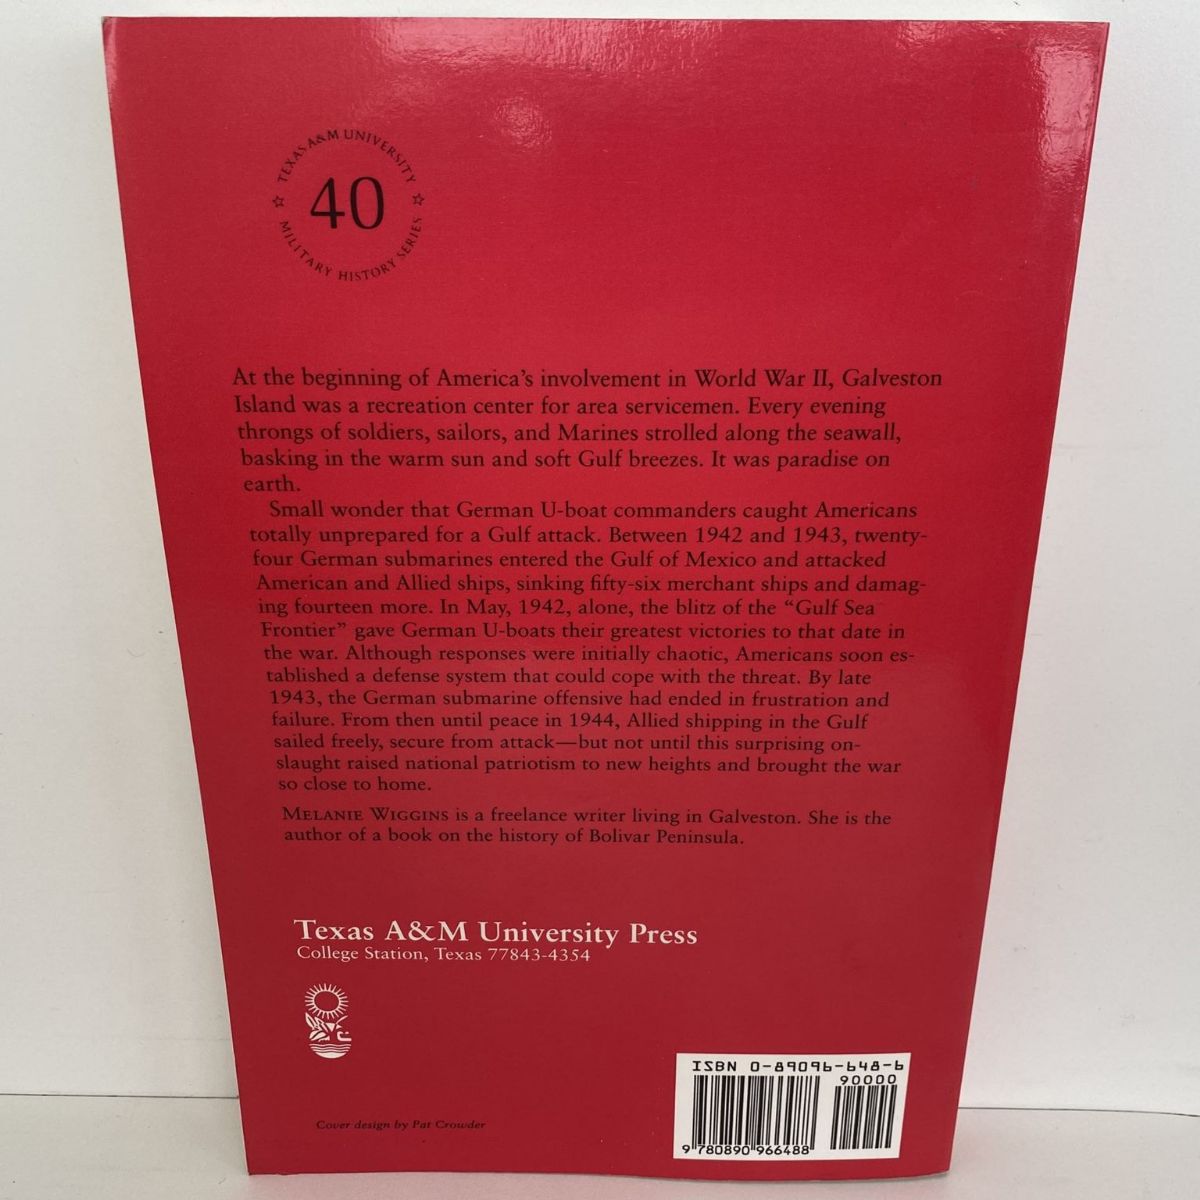 TEXAS A&M UNIVERSITY
40
MILITARY HISTORY SERIES
At the beginning of America's involvement in World War II, Galveston
Island was a recreation center for area servicemen. Every evening
throngs of soldiers, sailors, and Marines strolled along the seawall,
basking in the warm sun and soft Gulf breezes. It was paradise on
earth.
Small wonder that German U-boat commanders caught Americans
totally unprepared for a Gulf attack. Between 1942 and 1943, twenty-
four German submarines entered the Gulf of Mexico and attacked
American and Allied ships, sinking fifty-six merchant ships and damag-
ing fourteen more. In May, 1942, alone, the blitz of the “Gulf Sea
Frontier” gave German U-boats their greatest victories to that date in
the war. Although responses were initially chaotic, Americans soon es-
tablished a defense system that could cope with the threat. By late
1943, the German submarine offensive had ended in frustration and
failure. From then until peace in 1944, Allied shipping in the Gulf
sailed freely, secure from attack—but not until this surprising on-
slaught raised national patriotism to new heights and brought the war
so close to home.
MELANIE WIGGINS is a freelance writer living in Galveston. She is the
author of a book on the history of Bolivar Peninsula.
Texas A&M University Press
College Station, Texas 77843-4354
Cover design by Pat Crowder
ISBN 0-89096-648-6
90000
9 780890 966488